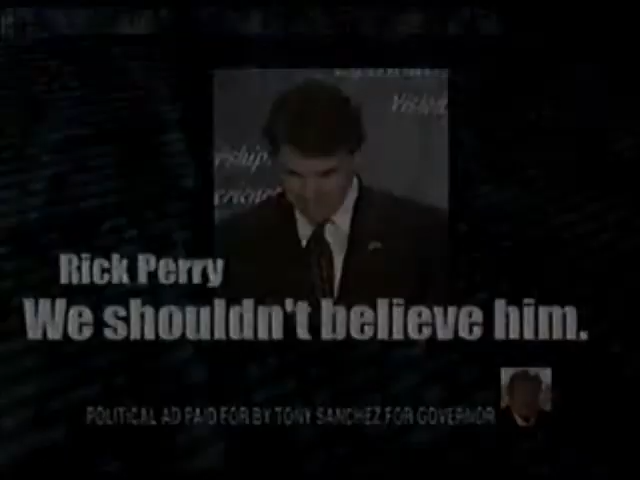 Rick Perry
We shouldn't believe him.
POLITICAL AD PAID FOR BY TONY SANCHEZ FOR GOVERNOR